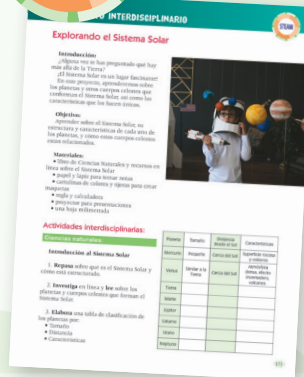 INTERDISCIPLINARIO
STEAM
Explorando el Sistema Solar
Introducción:
¿Alguna vez te has preguntado qué hay
más allá de la Tierra?
¡El Sistema Solar es un lugar fascinante!
En este proyecto, aprenderemos sobre
los planetas y otros cuerpos celestes que
conforman el Sistema Solar, así como las
características que los hacen únicos.
Objetivo:
Aprender sobre el Sistema Solar, su
estructura y características de cada uno de
los planetas, y cómo estos cuerpos celestes
están relacionados.
Materiales:
• libro de Ciencias Naturales y recursos en
línea sobre el Sistema Solar
• papel y lápiz para tomar notas
• cartulinas de colores y tijeras para crear
maquetas
• regla y calculadora
• proyector para presentaciones
• una hoja milimetrada
Actividades interdisciplinarias:
Ciencias naturales
Introducción al Sistema Solar
1. Repasa sobre qué es el Sistema Solar y
cómo está estructurado.
2. Investiga en línea y lee sobre los
planetas y cuerpos celestes que forman el
Sistema Solar.
3. Elabora una tabla de clasificación de
los planetas por:
• Tamaño
• Distancia
• Características
Planeta Tamaño Distancia desde el Sol Características
Mercurio Pequeño Cerca del Sol Superficie rocosa
Venus Similar a la Tierra Cerca del Sol Atmósfera densa, efecto invernadero, volcanes
Tierra
Marte
Júpiter
Saturno
Urano
Neptuno